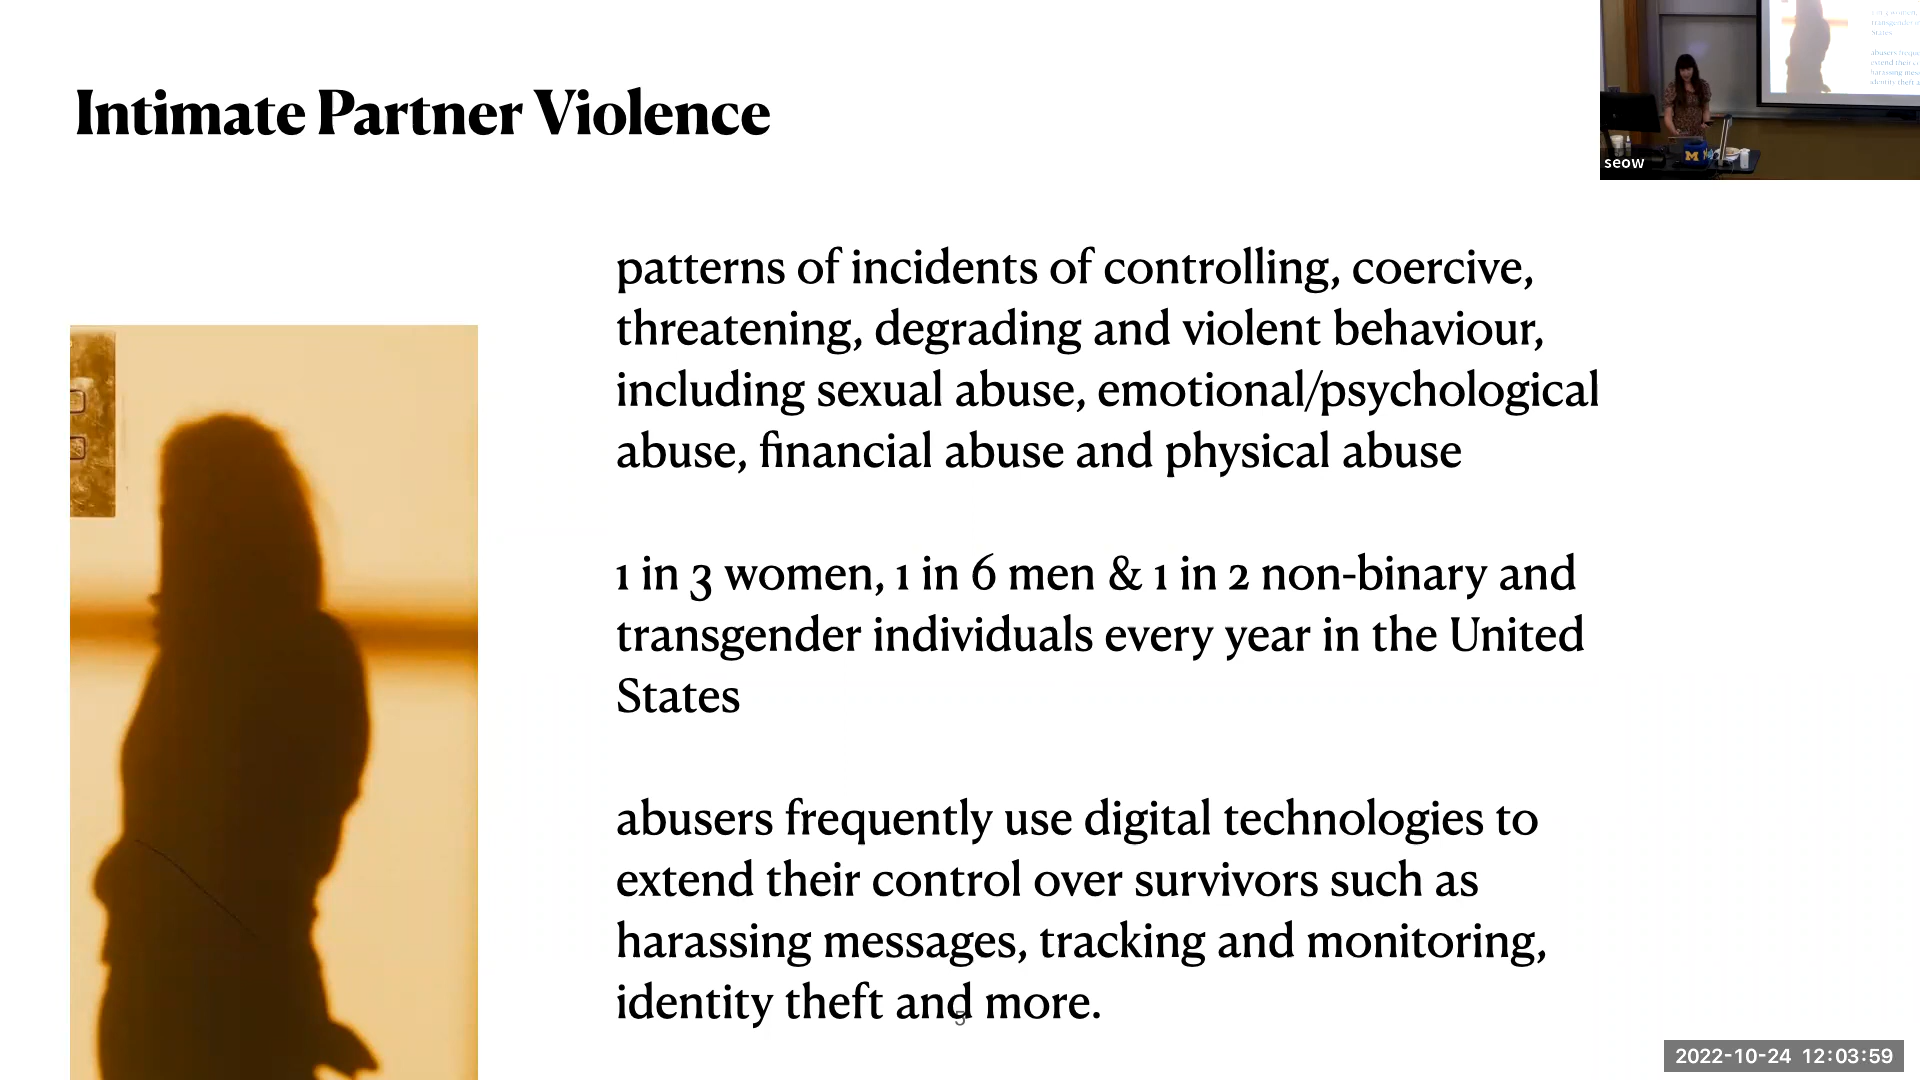 Intimate Partner Violence
patterns of incidents of controlling, coercive,
threatening, degrading and violent behaviour,
including sexual abuse, emotional/psychological
abuse, financial abuse and physical abuse
1 in 3 women, 1 in 6 men & 1 in 2 non-binary and
transgender individuals every year in the United
States
abusers frequently use digital technologies to
extend their control over survivors such as
harassing messages, tracking and monitoring,
identity theft and more.
5
seow
M
2022-10-24 12:03:59